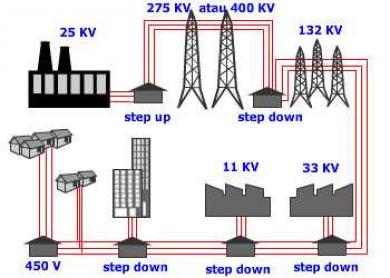 275 KV atau 400 KV
25 KV
132 KV
step up
step down
11 KV
33 KV
450 V
step down
step down
step down